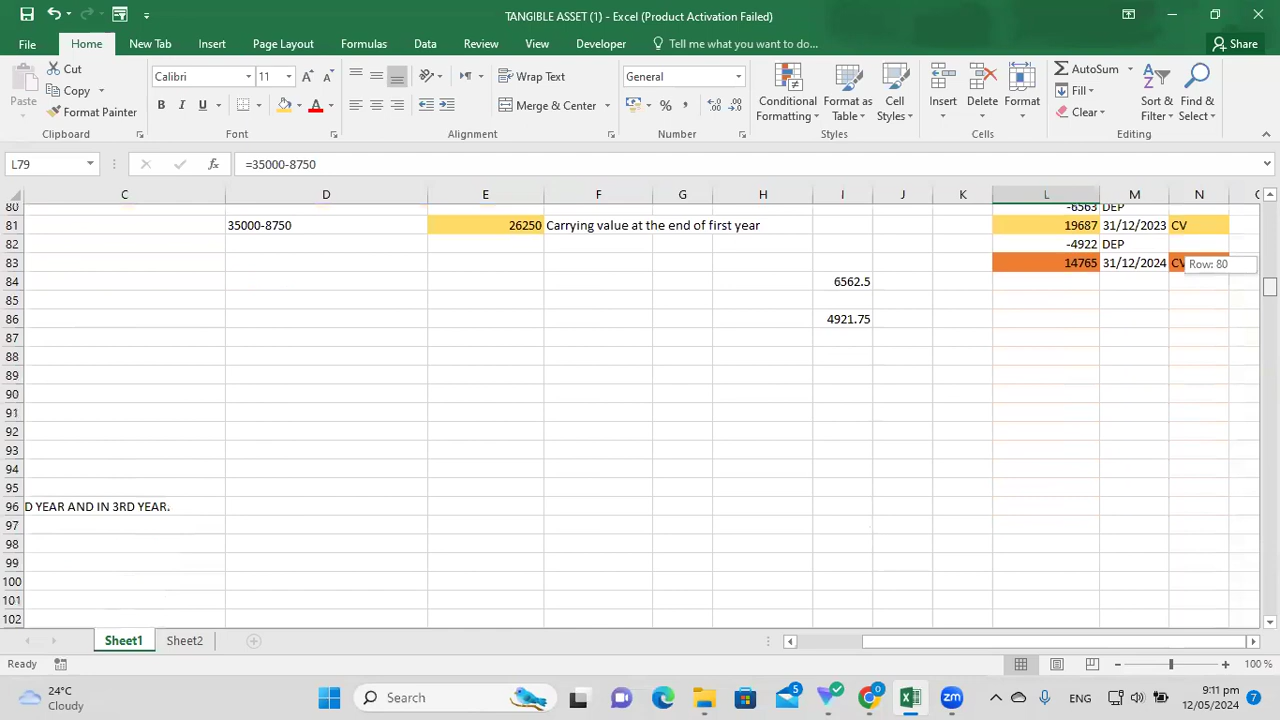 TANGIBLE ASSET (1) - Excel (Product Activation Failed)
File Home New Tab Insert Page Layout Formulas Data Review View Developer Tell me what you want to do... Share
Paste Cut Copy Format Painter
Calibri 11 Wrap Text General
B I U Merge & Center % ,
Conditional Formatting Format as Table Cell Styles
Insert Delete Format
AutoSum Fill Clear
Sort & Filter Find & Select
Clipboard Font Alignment Number Styles Cells Editing
L79 fx =35000-8750
C D E F G H I J K L M N
80 -6563 DEP
81 35000-8750 26250 Carrying value at the end of first year 19687 31/12/2023 CV
82 -4922 DEP
83 14765 31/12/2024 CV Row: 80
84 6562.5
85
86 4921.75
87
88
89
90
91
92
93
94
95
96 D YEAR AND IN 3RD YEAR.
97
98
99
100
101
102
Sheet1 Sheet2
Ready 100 %
24°C
Cloudy
Search
5
0
zm
ENG
9:11 pm
12/05/2024
7